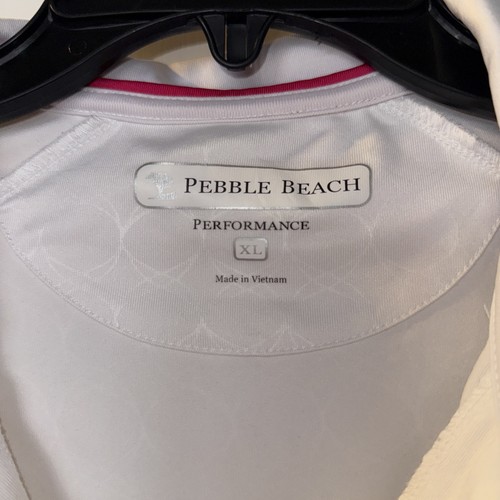 PEBBLE BEACH
PERFORMANCE
XL
Made in Vietnam